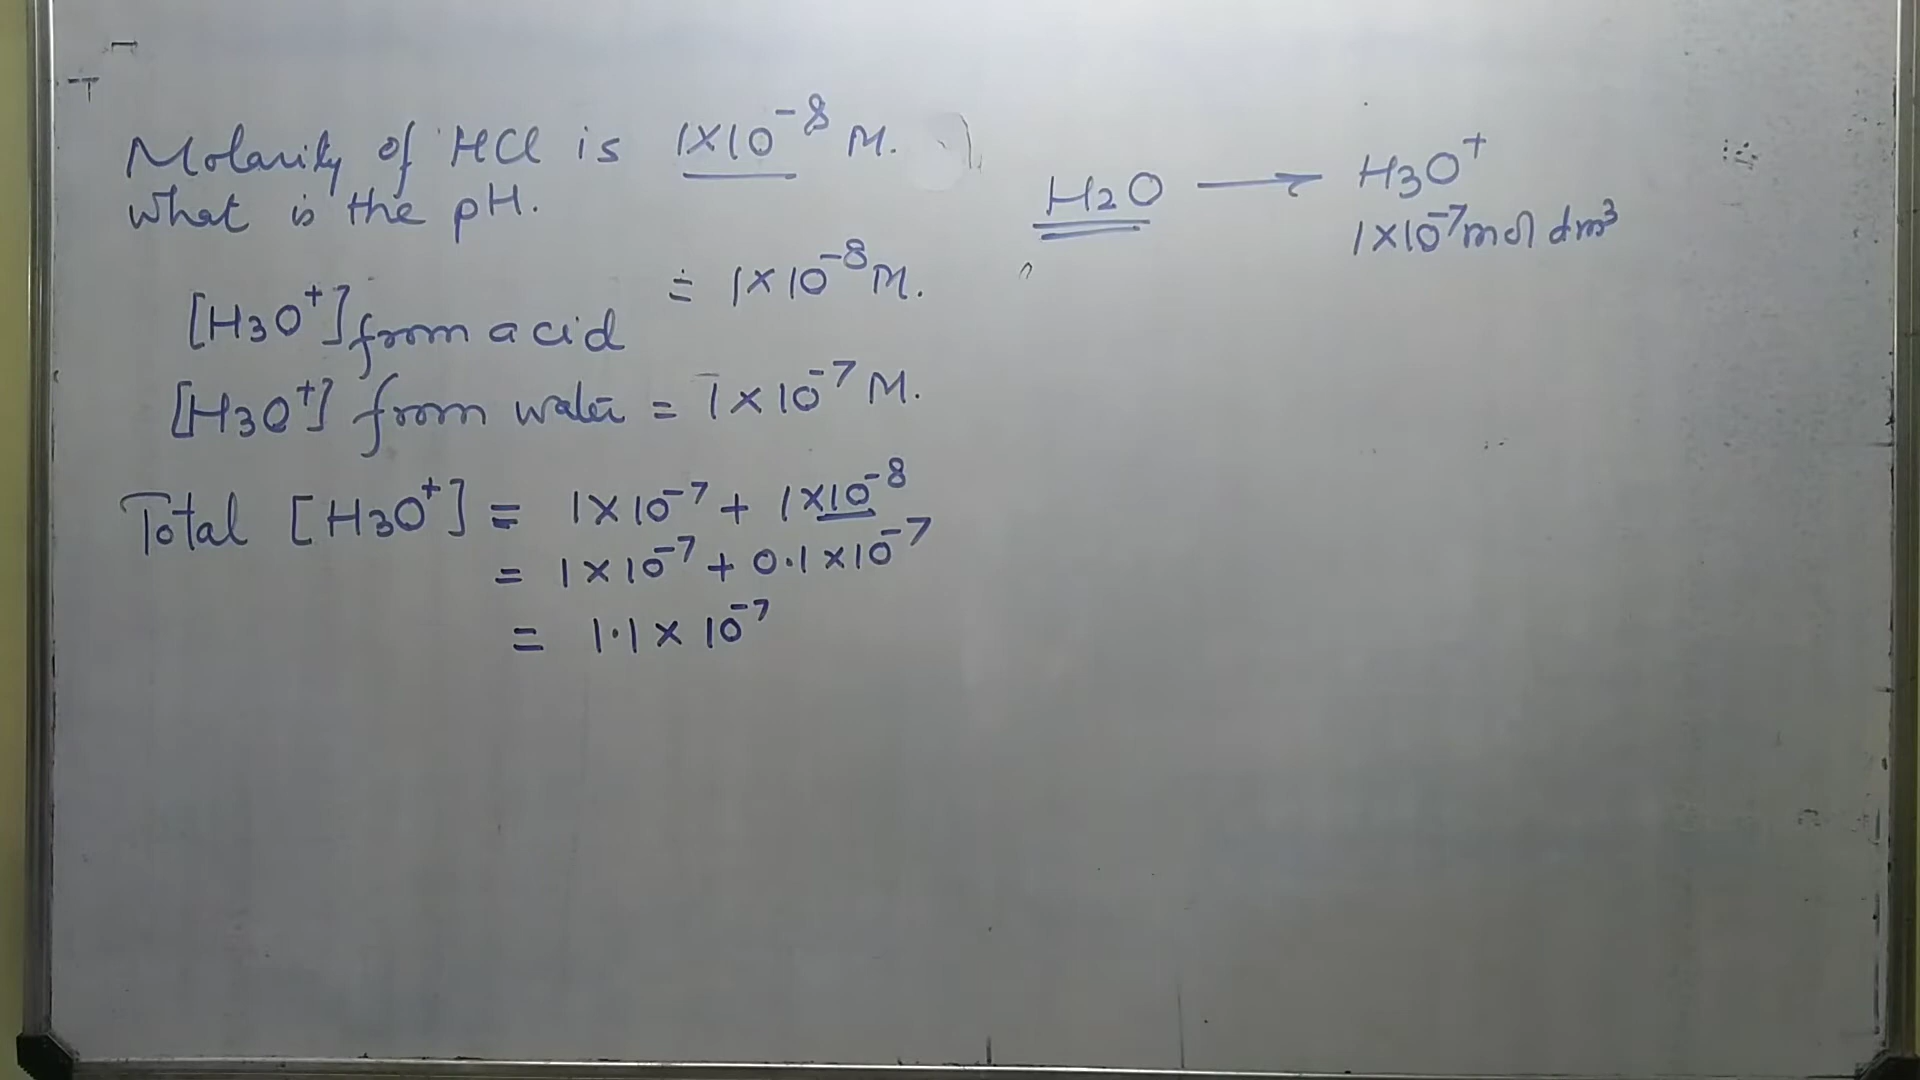 Molarity of HCl is 1×10⁻⁸ M.
what is the pH.
[H3O⁺] from acid = 1×10⁻⁸ M.
[H3O⁺] from water = 1×10⁻⁷ M.
Total [H3O⁺] = 1×10⁻⁷ + 1×10⁻⁸
= 1×10⁻⁷ + 0.1×10⁻⁷
= 1.1×10⁻⁷
H2O → H3O⁺
1×10⁻⁷ mol dm³